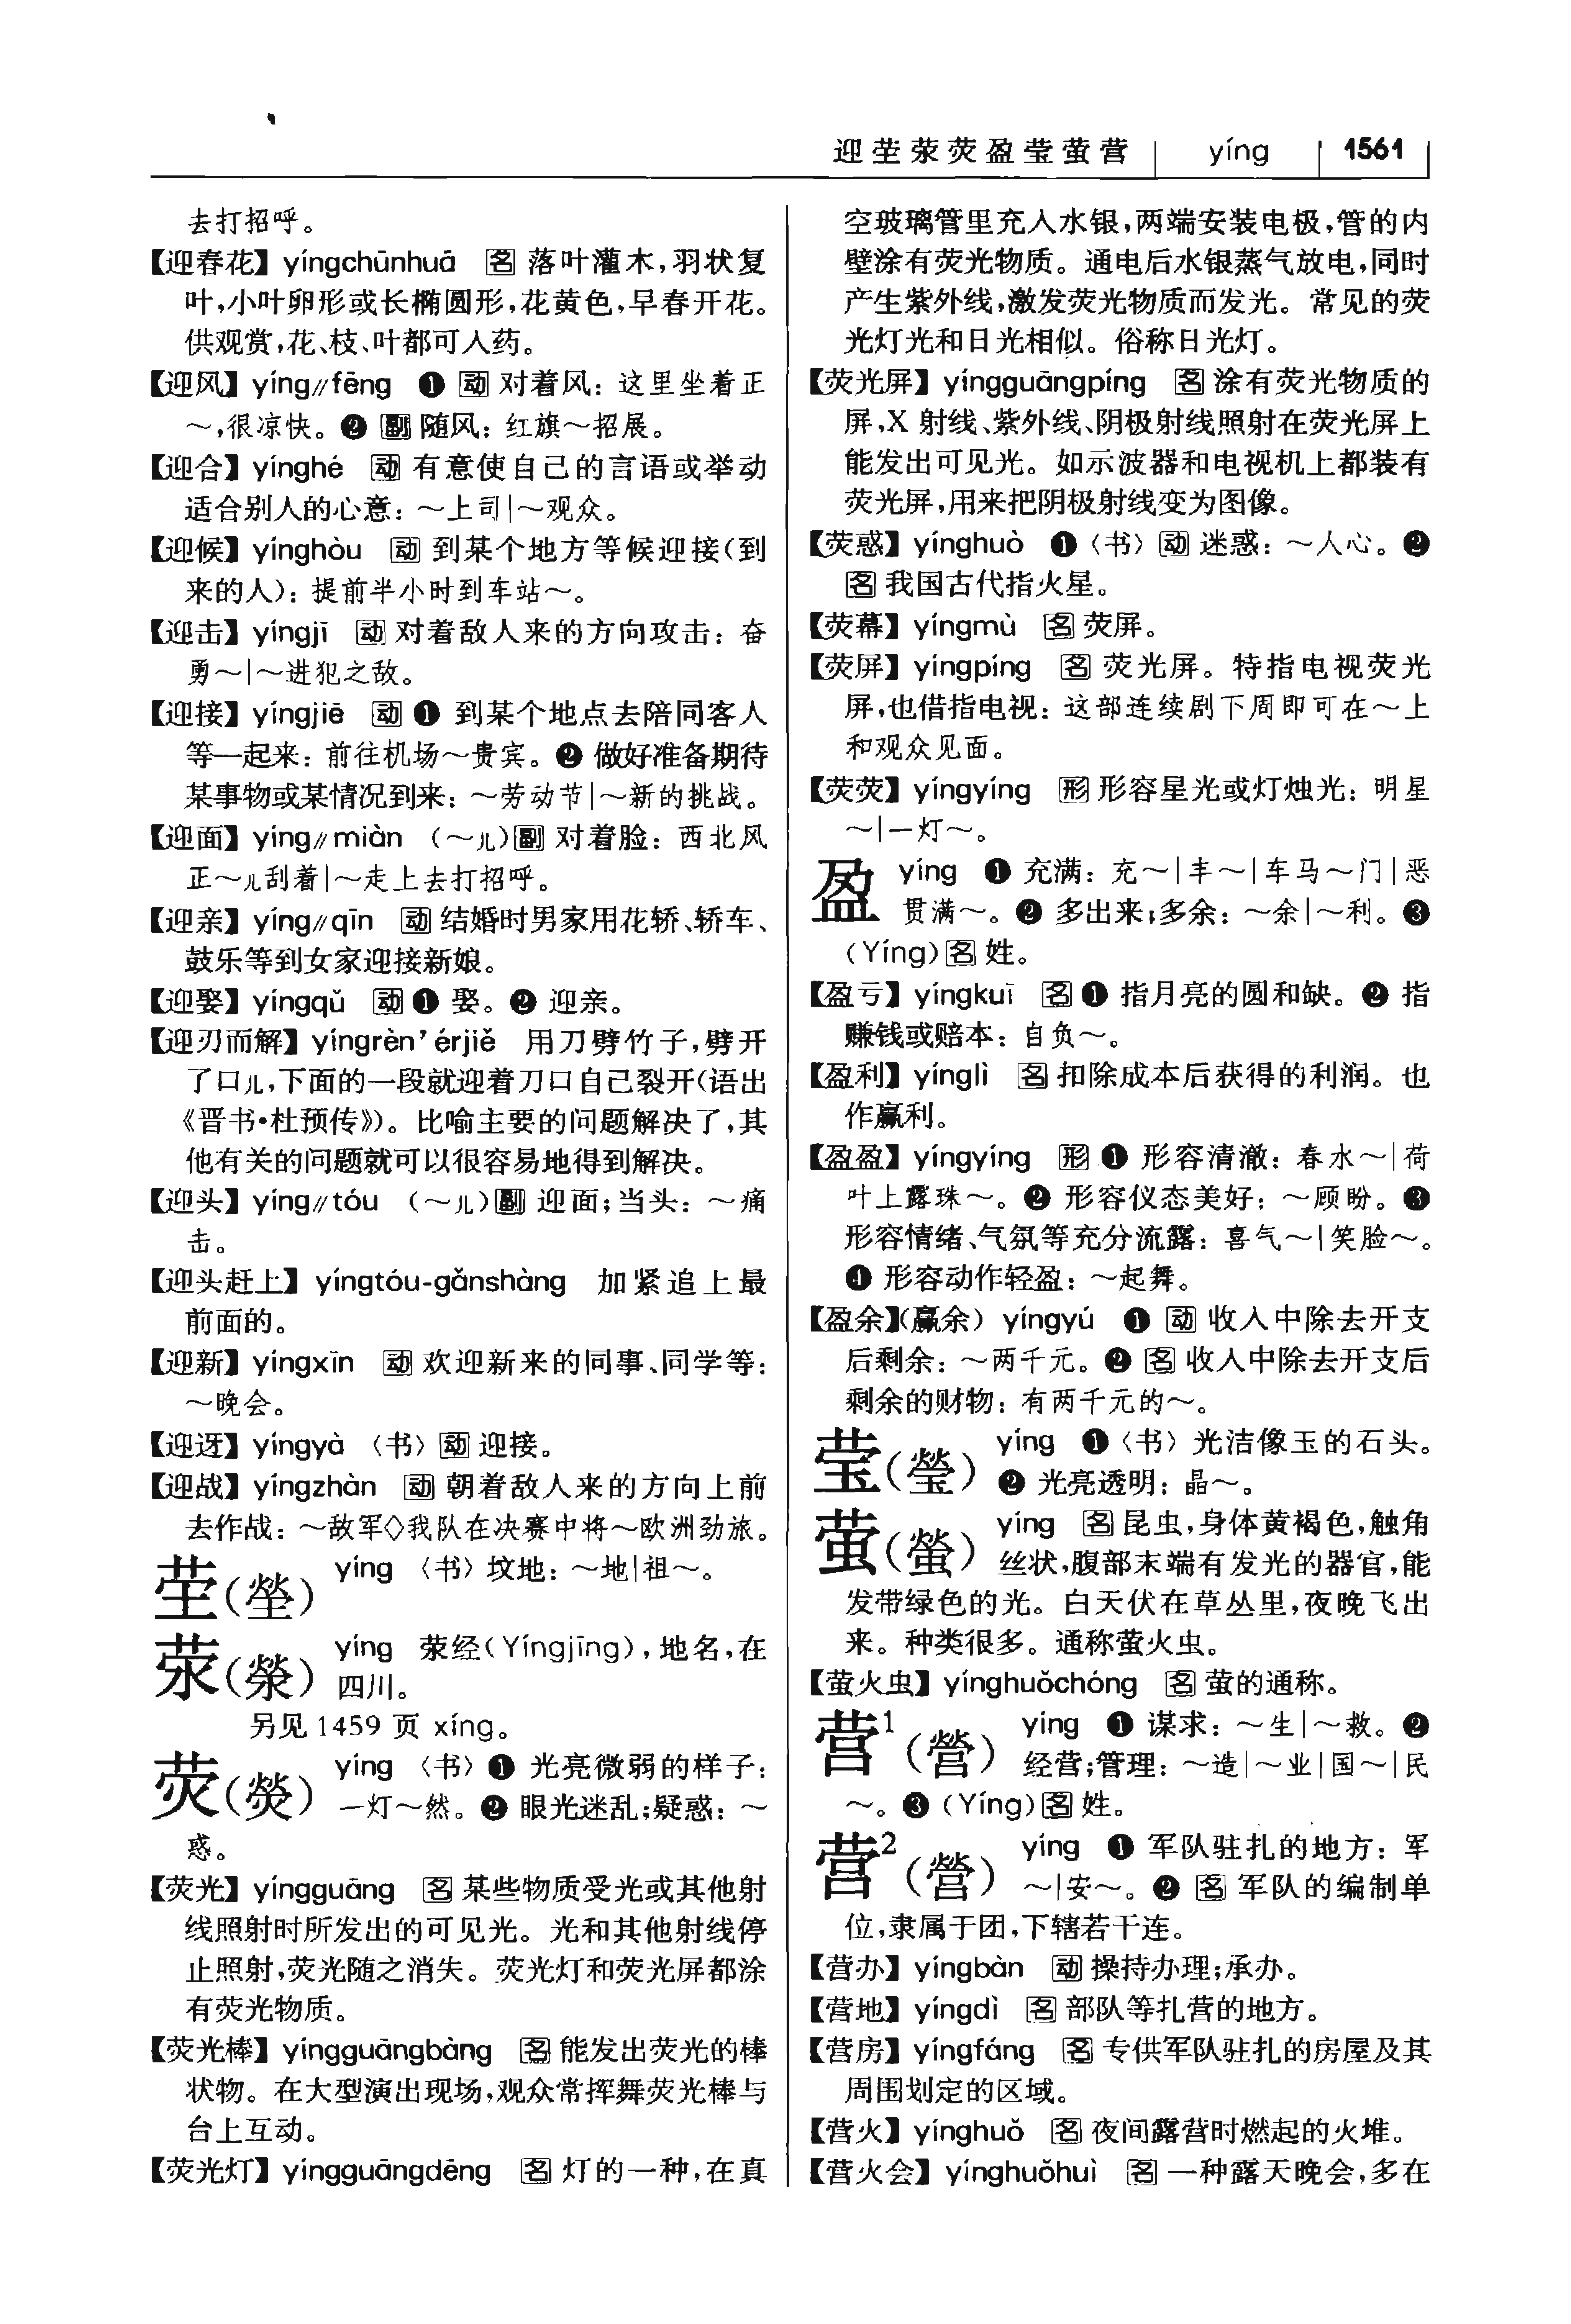 迎茔荥荧盈莹萤营 yíng 1561
去打招呼。
【迎春花】 yíngchūnhuā 名 落叶灌木,羽状复
叶,小叶卵形或长椭圆形,花黄色,早春开花。
供观赏,花、枝、叶都可入药。
【迎风】 yíng∥fēng ❶ 动 对着风：这里坐着正
～,很凉快。❷ 副 随风：红旗～招展。
【迎合】 yínghé 动 有意使自己的言语或举动
适合别人的心意：～上司|～观众。
【迎候】 yínghòu 动 到某个地方等候迎接(到
来的人)：提前半小时到车站～。
【迎击】 yíngjī 动 对着敌人来的方向攻击：奋
勇～|～进犯之敌。
【迎接】 yíngjiē 动 ❶ 到某个地点去陪同客人
等一起来：前往机场～贵宾。❷ 做好准备期待
某事物或某情况到来：～劳动节|～新的挑战。
【迎面】 yíng∥miàn (～儿)副 对着脸：西北风
正～儿刮着|～走上去打招呼。
【迎亲】 yíng∥qīn 动 结婚时男家用花轿、轿车、
鼓乐等到女家迎接新娘。
【迎娶】 yíngqǔ 动 ❶ 娶。❷ 迎亲。
【迎刃而解】 yíngrèn'érjiě 用刀劈竹子,劈开
了口儿,下面的一段就迎着刀口自己裂开(语出
《晋书·杜预传》)。比喻主要的问题解决了,其
他有关的问题就可以很容易地得到解决。
【迎头】 yíng∥tóu (～儿)副 迎面;当头：～痛
击。
【迎头赶上】 yíngtóu-gǎnshàng 加紧追上最
前面的。
【迎新】 yíngxīn 动 欢迎新来的同事、同学等：
～晚会。
【迎迓】 yíngyà 〈书〉动 迎接。
【迎战】 yíngzhàn 动 朝着敌人来的方向上前
去作战：～敌军◇我队在决赛中将～欧洲劲旅。
茔(塋) yíng 〈书〉坟地：～地|祖～。
荥(滎) yíng 荥经(Yíngjīng),地名,在
四川。
另见 1459 页 xíng。
荧(熒) yíng 〈书〉❶ 光亮微弱的样子：
一灯～然。❷ 眼光迷乱;疑惑：～
惑。
【荧光】 yíngguāng 名 某些物质受光或其他射
线照射时所发出的可见光。光和其他射线停
止照射,荧光随之消失。荧光灯和荧光屏都涂
有荧光物质。
【荧光棒】 yíngguāngbàng 名 能发出荧光的棒
状物。在大型演出现场,观众常挥舞荧光棒与
台上互动。
【荧光灯】 yíngguāngdēng 名 灯的一种,在真
空玻璃管里充入水银,两端安装电极,管的内
壁涂有荧光物质。通电后水银蒸气放电,同时
产生紫外线,激发荧光物质而发光。常见的荧
光灯光和日光相似。俗称日光灯。
【荧光屏】 yíngguāngpíng 名 涂有荧光物质的
屏,X 射线、紫外线、阴极射线照射在荧光屏上
能发出可见光。如示波器和电视机上都装有
荧光屏,用来把阴极射线变为图像。
【荧惑】 yínghuò ❶〈书〉动 迷惑：～人心。❷
名 我国古代指火星。
【荧幕】 yíngmù 名 荧屏。
【荧屏】 yíngpíng 名 荧光屏。特指电视荧光
屏,也借指电视：这部连续剧下周即可在～上
和观众见面。
【荧荧】 yíngyíng 形 形容星光或灯烛光：明星
～|一灯～。
盈 yíng ❶ 充满：充～|丰～|车马～门|恶
贯满～。❷ 多出来;多余：～余|～利。❸
(Yíng)名 姓。
【盈亏】 yíngkuī 名 ❶ 指月亮的圆和缺。❷ 指
赚钱或赔本：自负～。
【盈利】 yínglì 名 扣除成本后获得的利润。也
作赢利。
【盈盈】 yíngyíng 形 ❶ 形容清澈：春水～|荷
叶上露珠～。❷ 形容仪态美好：～顾盼。❸
形容情绪、气氛等充分流露：喜气～|笑脸～。
❹ 形容动作轻盈：～起舞。
【盈余】(赢余) yíngyú ❶ 动 收入中除去开支
后剩余：～两千元。❷ 名 收入中除去开支后
剩余的财物：有两千元的～。
莹(瑩) yíng ❶〈书〉光洁像玉的石头。
❷ 光亮透明：晶～。
萤(螢) yíng 名 昆虫,身体黄褐色,触角
丝状,腹部末端有发光的器官,能
发带绿色的光。白天伏在草丛里,夜晚飞出
来。种类很多。通称萤火虫。
【萤火虫】 yínghuǒchóng 名 萤的通称。
营1(營) yíng ❶ 谋求：～生|～救。❷
经营;管理：～造|～业|国～|民
～。❸ (Yíng)名 姓。
营2(營) yíng ❶ 军队驻扎的地方：军
～|安～。❷ 名 军队的编制单
位,隶属于团,下辖若干连。
【营办】 yíngbàn 动 操持办理;承办。
【营地】 yíngdì 名 部队等扎营的地方。
【营房】 yíngfáng 名 专供军队驻扎的房屋及其
周围划定的区域。
【营火】 yínghuǒ 名 夜间露营时燃起的火堆。
【营火会】 yínghuǒhuì 名 一种露天晚会,多在